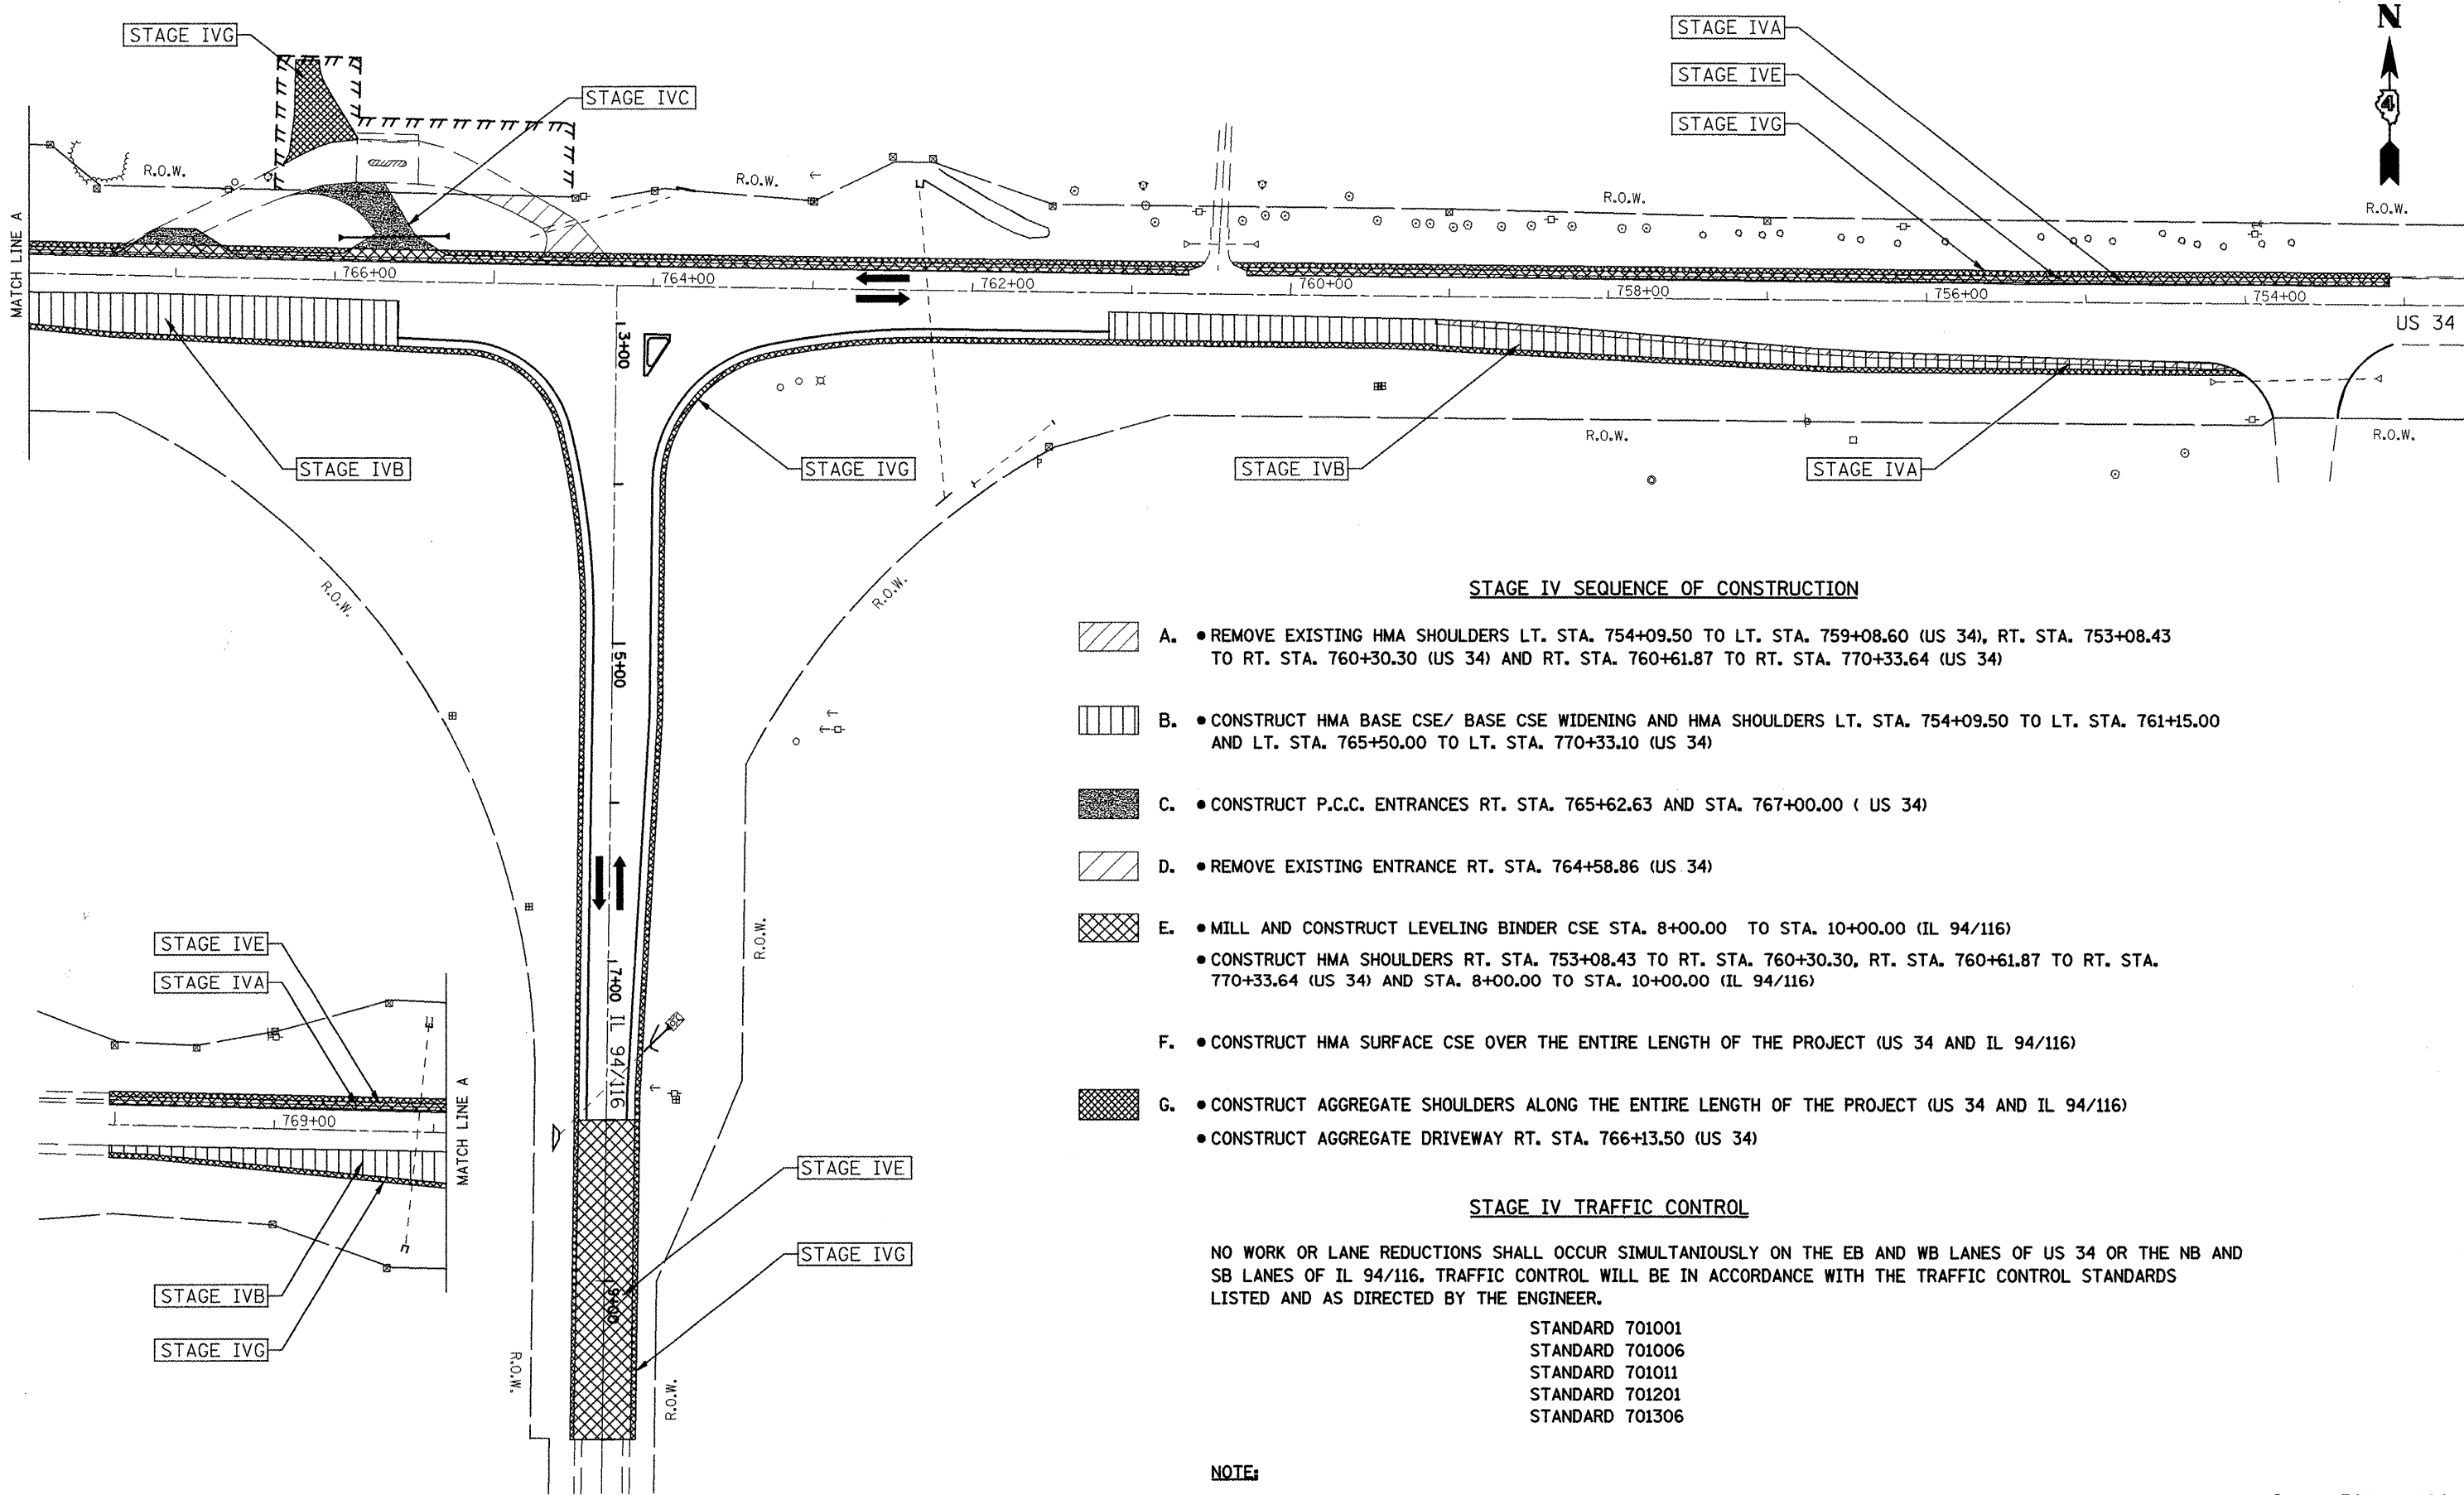 STAGE IVG
STAGE IVC
STAGE IVA
STAGE IVE
STAGE IVG
N
4
R.O.W.
R.O.W.
R.O.W.
R.O.W.
MATCH LINE A
766+00
764+00
762+00
760+00
758+00
756+00
754+00
US 34
3+00
STAGE IVB
STAGE IVG
STAGE IVB
STAGE IVA
R.O.W.
R.O.W.
R.O.W.
R.O.W.
5+00
R.O.W.
7+00 IL 94/116
9+00
R.O.W.
R.O.W.
STAGE IVE
STAGE IVA
769+00
MATCH LINE A
STAGE IVB
STAGE IVG
STAGE IVE
STAGE IVG
STAGE IV SEQUENCE OF CONSTRUCTION
A. • REMOVE EXISTING HMA SHOULDERS LT. STA. 754+09.50 TO LT. STA. 759+08.60 (US 34), RT. STA. 753+08.43
TO RT. STA. 760+30.30 (US 34) AND RT. STA. 760+61.87 TO RT. STA. 770+33.64 (US 34)
B. • CONSTRUCT HMA BASE CSE/ BASE CSE WIDENING AND HMA SHOULDERS LT. STA. 754+09.50 TO LT. STA. 761+15.00
AND LT. STA. 765+50.00 TO LT. STA. 770+33.10 (US 34)
C. • CONSTRUCT P.C.C. ENTRANCES RT. STA. 765+62.63 AND STA. 767+00.00 ( US 34)
D. • REMOVE EXISTING ENTRANCE RT. STA. 764+58.86 (US 34)
E. • MILL AND CONSTRUCT LEVELING BINDER CSE STA. 8+00.00 TO STA. 10+00.00 (IL 94/116)
• CONSTRUCT HMA SHOULDERS RT. STA. 753+08.43 TO RT. STA. 760+30.30, RT. STA. 760+61.87 TO RT. STA.
770+33.64 (US 34) AND STA. 8+00.00 TO STA. 10+00.00 (IL 94/116)
F. • CONSTRUCT HMA SURFACE CSE OVER THE ENTIRE LENGTH OF THE PROJECT (US 34 AND IL 94/116)
G. • CONSTRUCT AGGREGATE SHOULDERS ALONG THE ENTIRE LENGTH OF THE PROJECT (US 34 AND IL 94/116)
• CONSTRUCT AGGREGATE DRIVEWAY RT. STA. 766+13.50 (US 34)
STAGE IV TRAFFIC CONTROL
NO WORK OR LANE REDUCTIONS SHALL OCCUR SIMULTANIOUSLY ON THE EB AND WB LANES OF US 34 OR THE NB AND
SB LANES OF IL 94/116. TRAFFIC CONTROL WILL BE IN ACCORDANCE WITH THE TRAFFIC CONTROL STANDARDS
LISTED AND AS DIRECTED BY THE ENGINEER.
STANDARD 701001
STANDARD 701006
STANDARD 701011
STANDARD 701201
STANDARD 701306
NOTE: